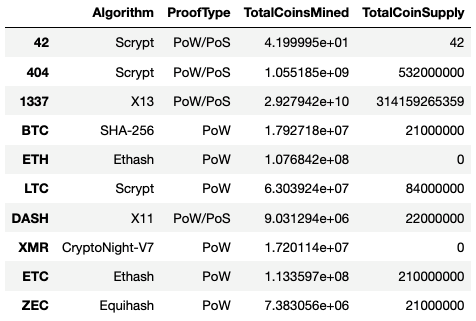 Algorithm ProofType TotalCoinsMined TotalCoinSupply
42 Scrypt PoW/PoS 4.199995e+01 42
404 Scrypt PoW/PoS 1.055185e+09 532000000
1337 X13 PoW/PoS 2.927942e+10 314159265359
BTC SHA-256 PoW 1.792718e+07 21000000
ETH Ethash PoW 1.076842e+08 0
LTC Scrypt PoW 6.303924e+07 84000000
DASH X11 PoW/PoS 9.031294e+06 22000000
XMR CryptoNight-V7 PoW 1.720114e+07 0
ETC Ethash PoW 1.133597e+08 210000000
ZEC Equihash PoW 7.383056e+06 21000000